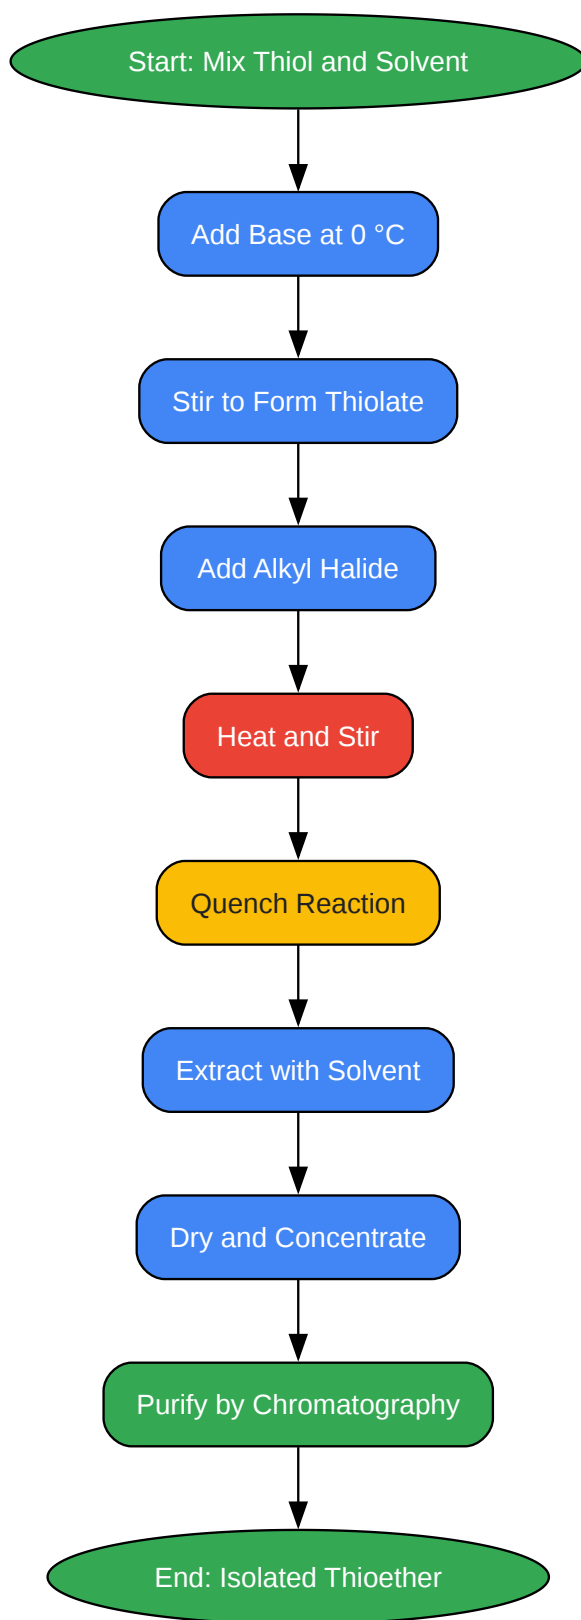 Start: Mix Thiol and Solvent
Add Base at 0 °C
Stir to Form Thiolate
Add Alkyl Halide
Heat and Stir
Quench Reaction
Extract with Solvent
Dry and Concentrate
Purify by Chromatography
End: Isolated Thioether